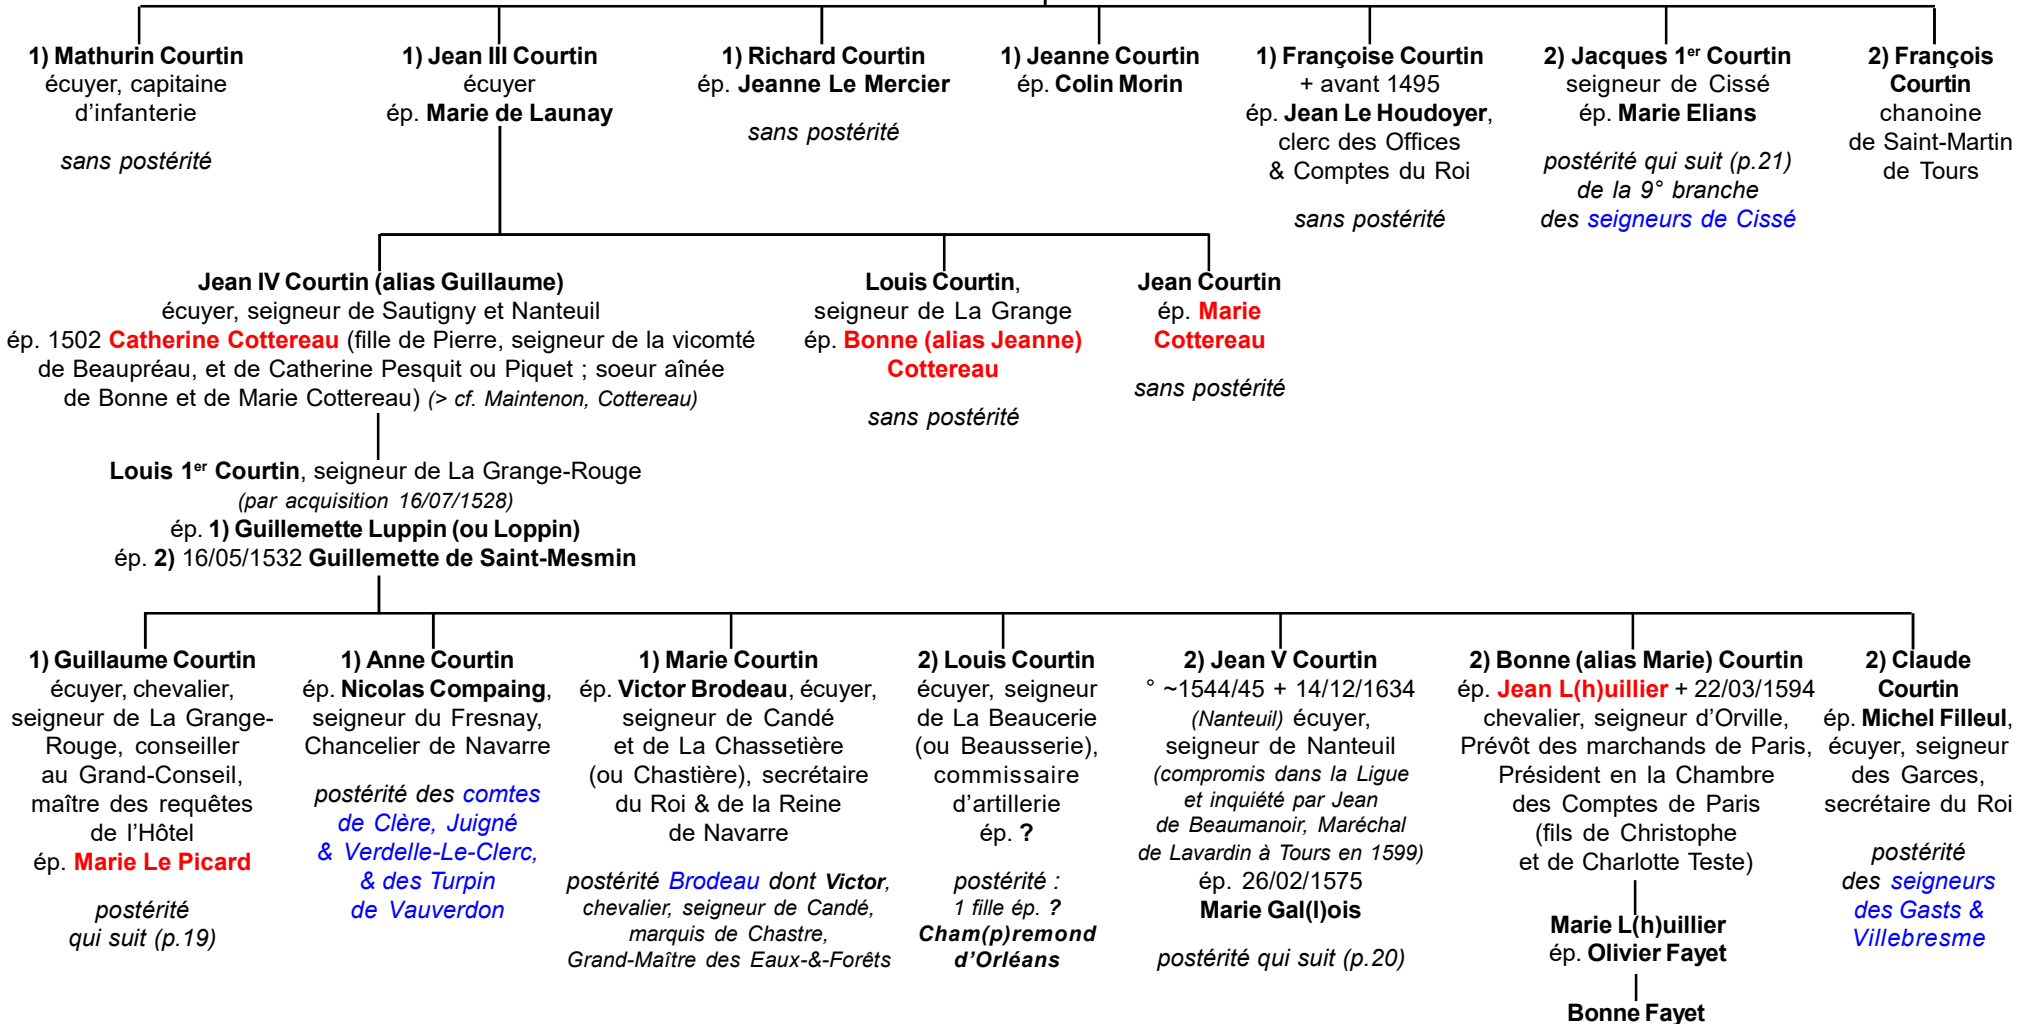 1) Mathurin Courtin
écuyer, capitaine
d’infanterie
sans postérité
1) Jean III Courtin
écuyer
ép. Marie de Launay
1) Richard Courtin
ép. Jeanne Le Mercier
sans postérité
1) Jeanne Courtin
ép. Colin Morin
1) Françoise Courtin
+ avant 1495
ép. Jean Le Houdoyer,
clerc des Offices
& Comptes du Roi
sans postérité
2) Jacques 1er Courtin
seigneur de Cissé
ép. Marie Elians
postérité qui suit (p.21)
de la 9° branche
des seigneurs de Cissé
2) François
Courtin
chanoine
de Saint-Martin
de Tours
Jean IV Courtin (alias Guillaume)
écuyer, seigneur de Sautigny et Nanteuil
ép. 1502 Catherine Cottereau (fille de Pierre, seigneur de la vicomté
de Beaupréau, et de Catherine Pesquit ou Piquet ; soeur aînée
de Bonne et de Marie Cottereau) (> cf. Maintenon, Cottereau)
Louis Courtin,
seigneur de La Grange
ép. Bonne (alias Jeanne)
Cottereau
sans postérité
Jean Courtin
ép. Marie
Cottereau
sans postérité
Louis 1er Courtin, seigneur de La Grange-Rouge
(par acquisition 16/07/1528)
ép. 1) Guillemette Luppin (ou Loppin)
ép. 2) 16/05/1532 Guillemette de Saint-Mesmin
1) Guillaume Courtin
écuyer, chevalier,
seigneur de La Grange-
Rouge, conseiller
au Grand-Conseil,
maître des requêtes
de l’Hôtel
ép. Marie Le Picard
postérité
qui suit (p.19)
1) Anne Courtin
ép. Nicolas Compaing,
seigneur du Fresnay,
Chancelier de Navarre
postérité des comtes
de Clère, Juigné
& Verdelle-Le-Clerc,
& des Turpin
de Vauverdon
1) Marie Courtin
ép. Victor Brodeau, écuyer,
seigneur de Candé
et de La Chassetière
(ou Chastière), secrétaire
du Roi & de la Reine
de Navarre
postérité Brodeau dont Victor,
chevalier, seigneur de Candé,
marquis de Chastre,
Grand-Maître des Eaux-&-Forêts
2) Louis Courtin
écuyer, seigneur
de La Beaucerie
(ou Beausserie),
commissaire
d’artillerie
ép. ?
postérité :
1 fille ép. ?
Cham(p)remond
d’Orléans
2) Jean V Courtin
° ~1544/45 + 14/12/1634
(Nanteuil) écuyer,
seigneur de Nanteuil
(compromis dans la Ligue
et inquiété par Jean
de Beaumanoir, Maréchal
de Lavardin à Tours en 1599)
ép. 26/02/1575
Marie Gal(l)ois
postérité qui suit (p.20)
2) Bonne (alias Marie) Courtin
ép. Jean L(h)uillier + 22/03/1594
chevalier, seigneur d’Orville,
Prévôt des marchands de Paris,
Président en la Chambre
des Comptes de Paris
(fils de Christophe
et de Charlotte Teste)
Marie L(h)uillier
ép. Olivier Fayet
Bonne Fayet
2) Claude
Courtin
ép. Michel Filleul,
écuyer, seigneur
des Garces,
secrétaire du Roi
postérité
des seigneurs
des Gasts &
Villebresme